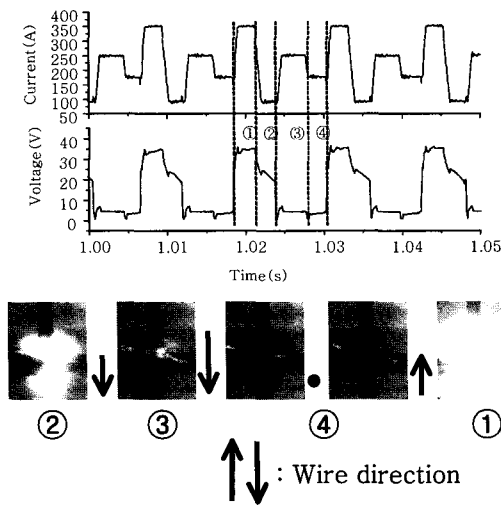 Current(A)
400
350
300
250
200
150
100
50
① ② ③ ④
Voltage(V)
60
40
30
20
10
0
1.00 1.01 1.02 1.03 1.04 1.05
Time(s)
② ③ ④ ①
: Wire direction